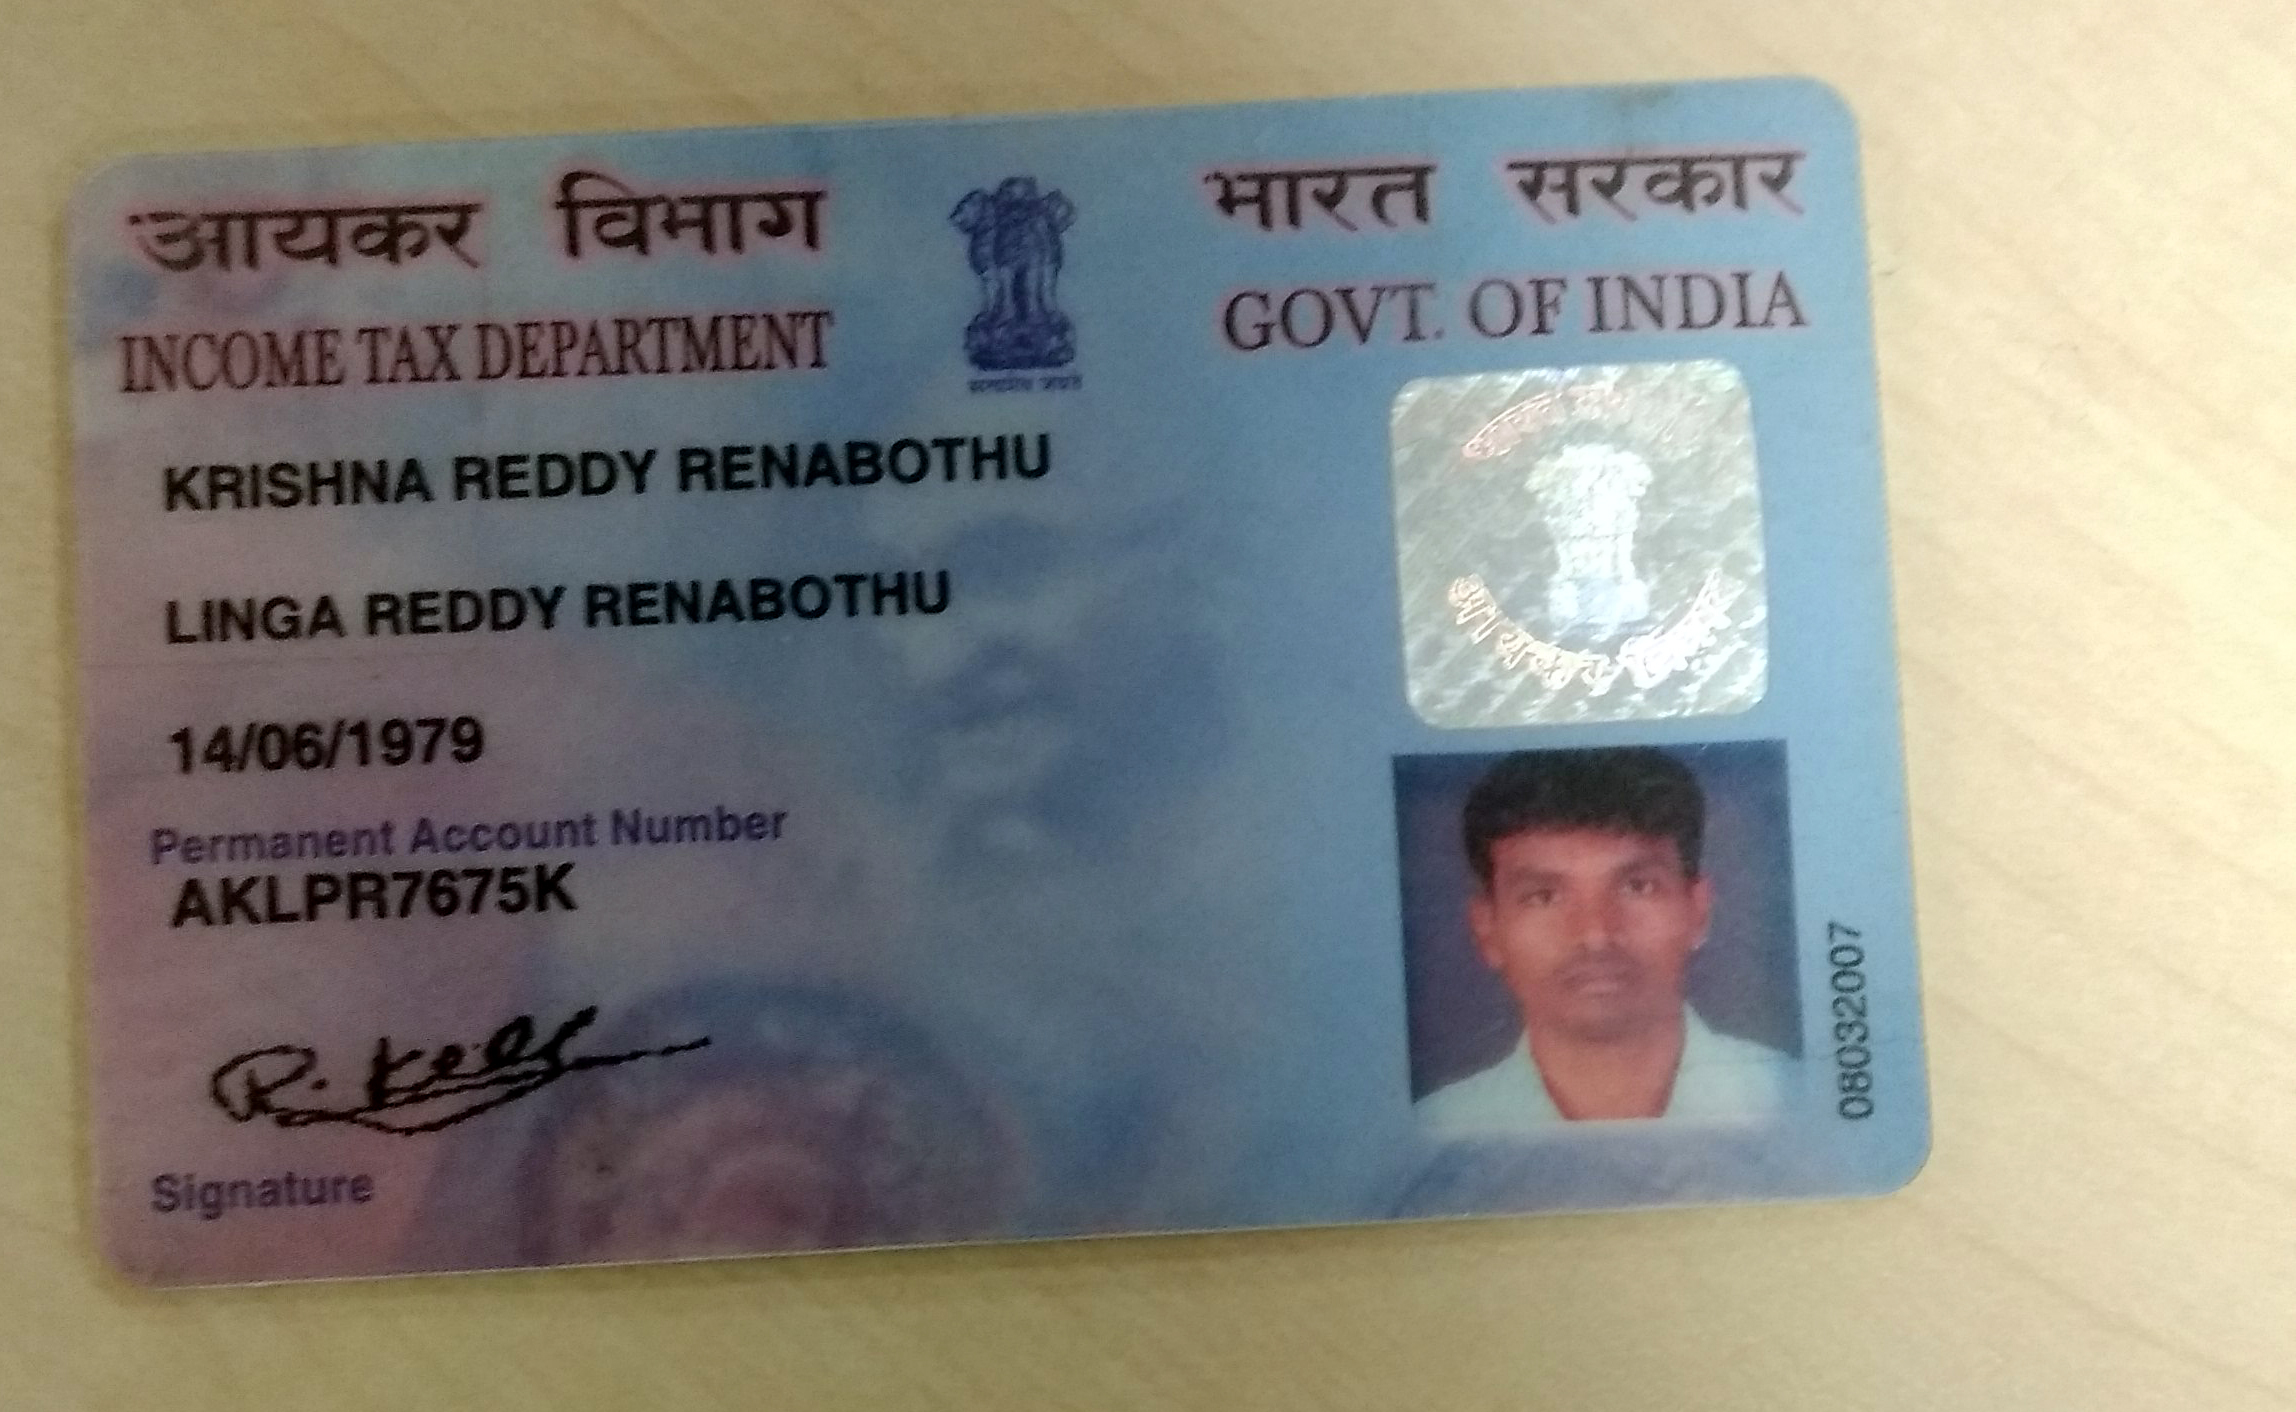 आयकर विभाग
INCOME TAX DEPARTMENT
सत्यमेव जयते
भारत सरकार
GOVT. OF INDIA
KRISHNA REDDY RENABOTHU
LINGA REDDY RENABOTHU
14/06/1979
Permanent Account Number
AKLPR7675K
Signature
आयकर विभाग
08032007